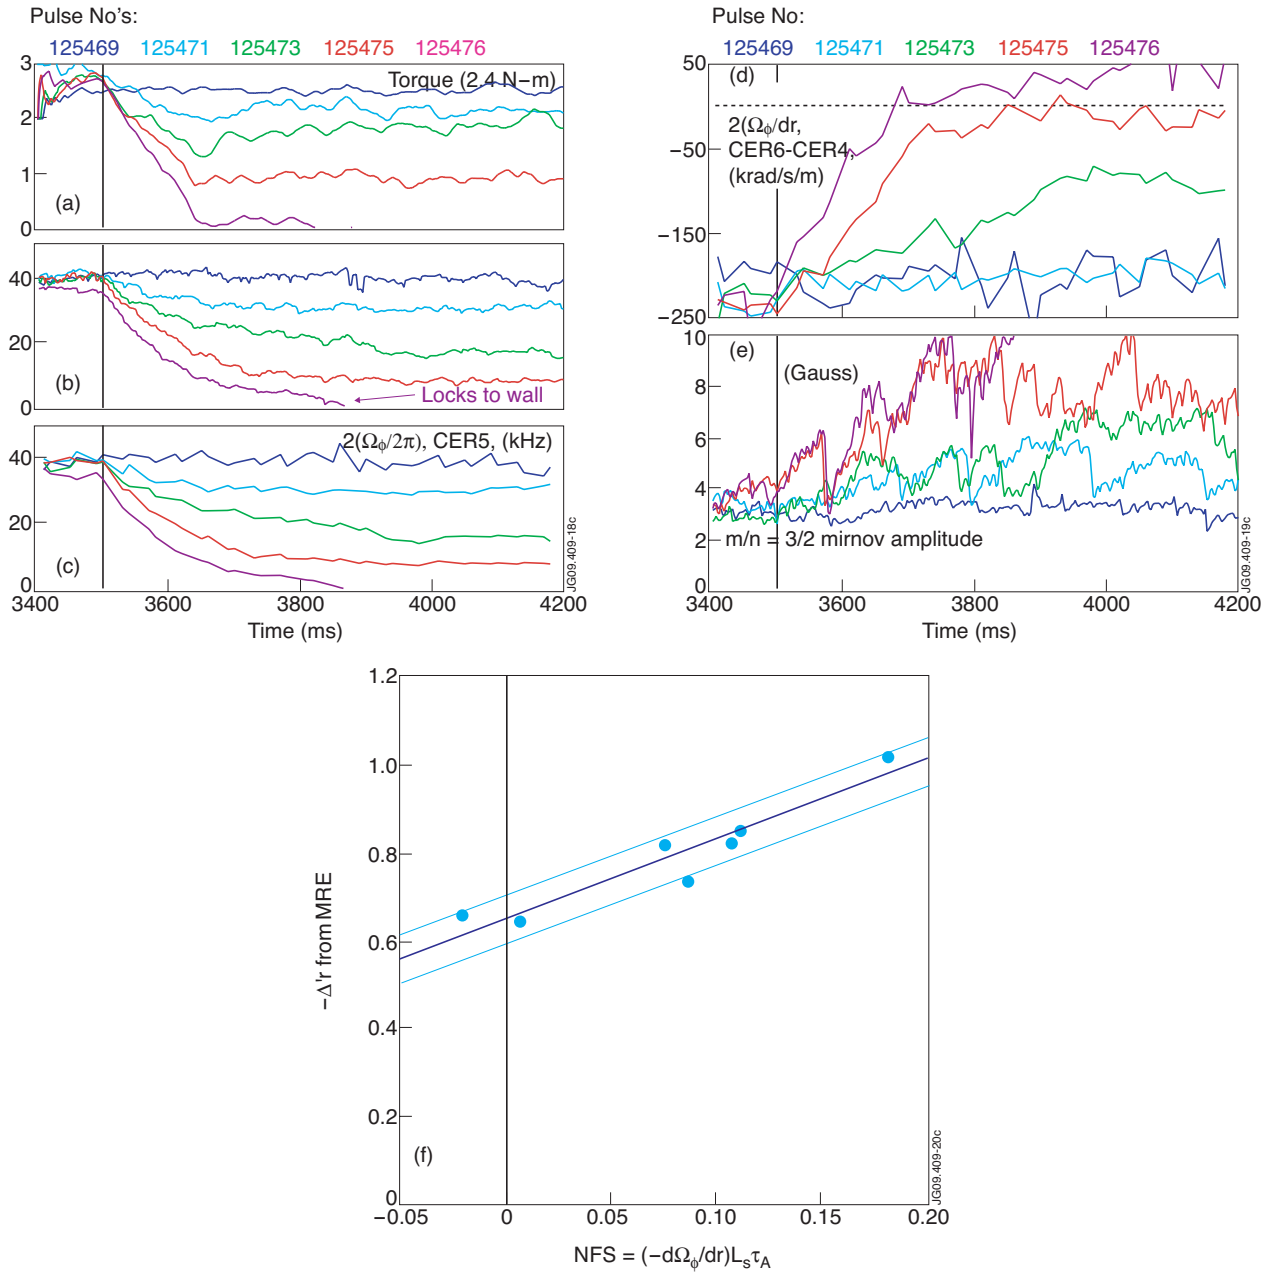 Pulse No's:
125469 125471 125473 125475 125476
3
2
1
0
Torque (2.4 N−m)
(a)
40
20
0
(b)
Locks to wall
40
20
0
2(Ωϕ/2π), CER5, (kHz)
(c)
3400 3600 3800 4000 4200
Time (ms)
JG09.409-18c
Pulse No:
125469 125471 125473 125475 125476
50
0
−50
−150
−250
(d)
2(Ωϕ/dr,
CER6-CER4,
(krad/s/m)
10
8
6
4
2
0
(e)
(Gauss)
m/n = 3/2 mirnov amplitude
3400 3600 3800 4000 4200
Time (ms)
JG09.409-19c
1.2
1.0
0.8
0.6
0.4
0.2
0
−Δ'r from MRE
(f)
−0.05 0 0.05 0.10 0.15 0.20
NFS = (−dΩϕ/dr)LsτA
JG09.409-20c